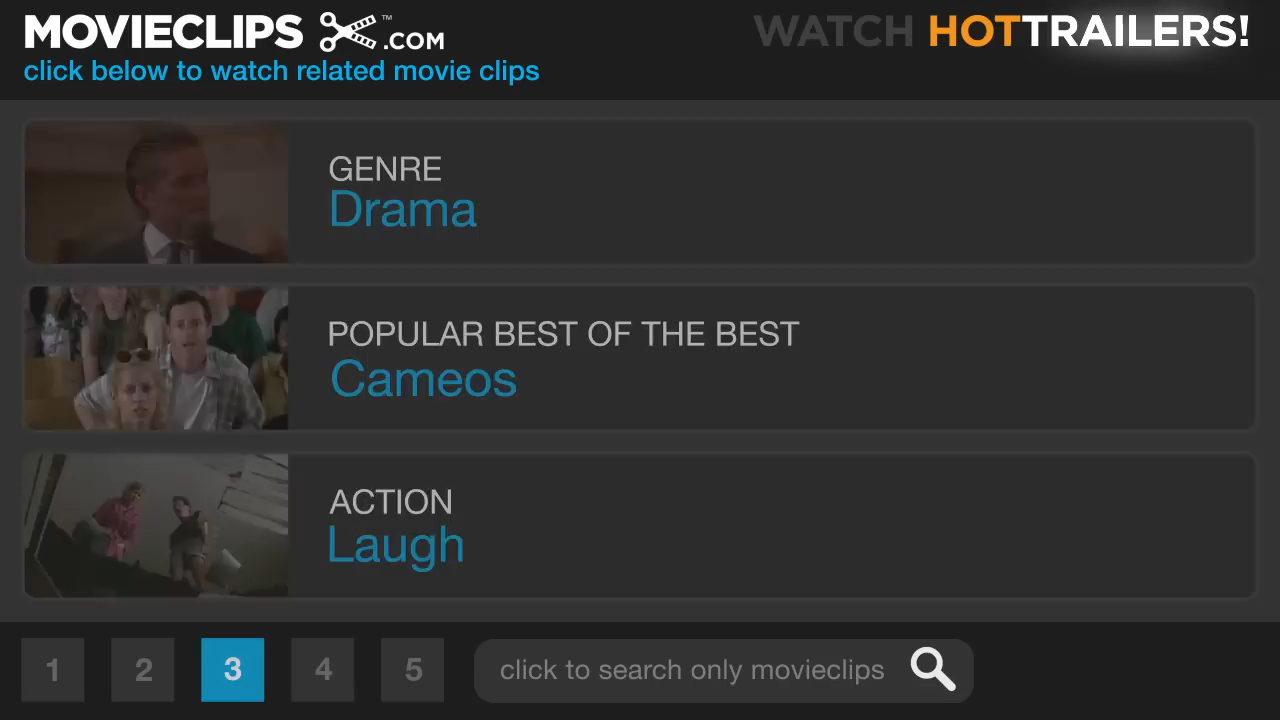 MOVIECLIPS ™ .COM
WATCH HOTTRAILERS!
click below to watch related movie clips
GENRE
Drama
POPULAR BEST OF THE BEST
Cameos
ACTION
Laugh
1 2 3 4 5 click to search only movieclips